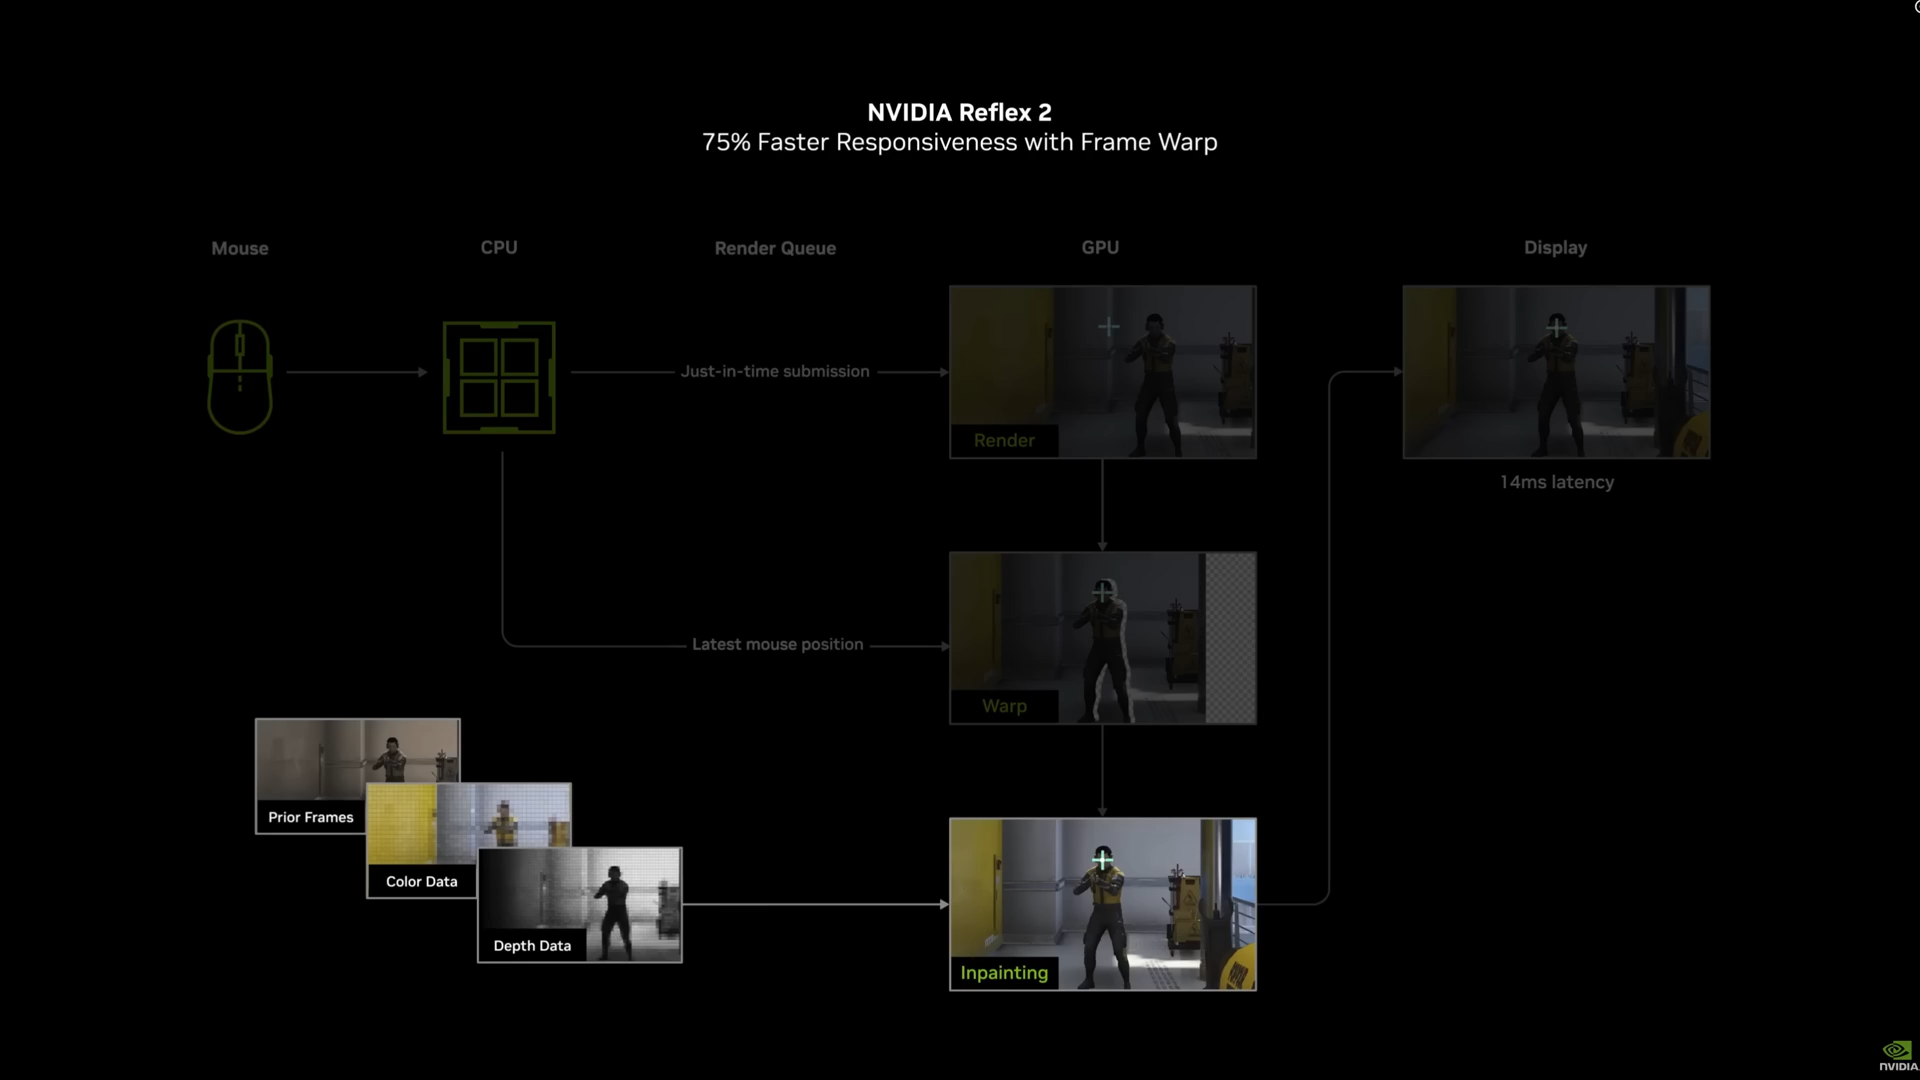 NVIDIA Reflex 2
75% Faster Responsiveness with Frame Warp
Mouse
CPU
Render Queue
GPU
Display
Just-in-time submission
Render
14ms latency
Latest mouse position
Warp
Prior Frames
Color Data
Depth Data
Inpainting
NVIDIA